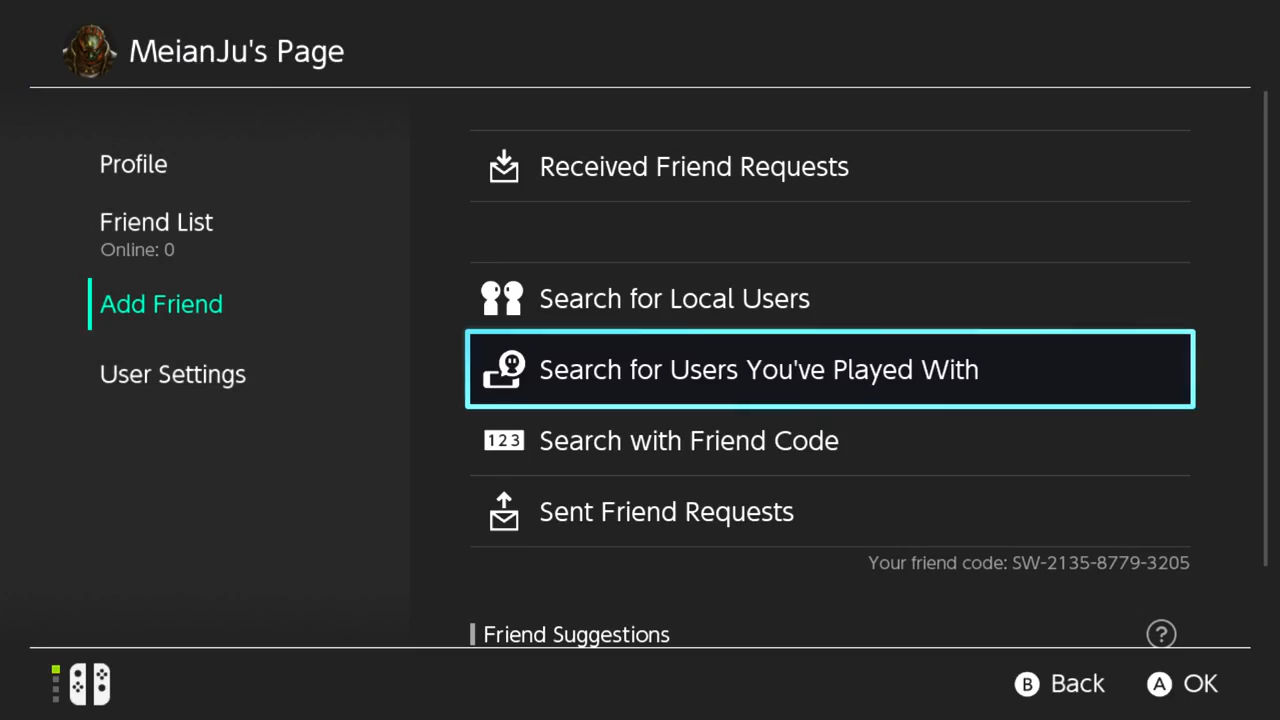 MeianJu's Page
Profile
Friend List
Online: 0
Add Friend
User Settings
Received Friend Requests
Search for Local Users
Search for Users You've Played With
123 Search with Friend Code
Sent Friend Requests
Your friend code: SW-2135-8779-3205
Friend Suggestions
?
B Back
A OK